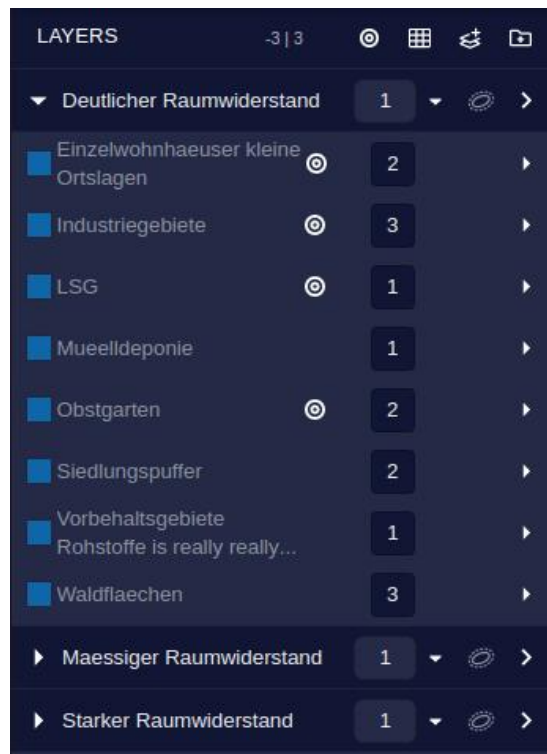 LAYERS -3 | 3
Deutlicher Raumwiderstand 1
Einzelwohnhaeuser kleine
Ortslagen 2
Industriegebiete 3
LSG 1
Mueelldeponie 1
Obstgarten 2
Siedlungspuffer 2
Vorbehaltsgebiete
Rohstoffe is really really... 1
Waldflaechen 3
Maessiger Raumwiderstand 1
Starker Raumwiderstand 1